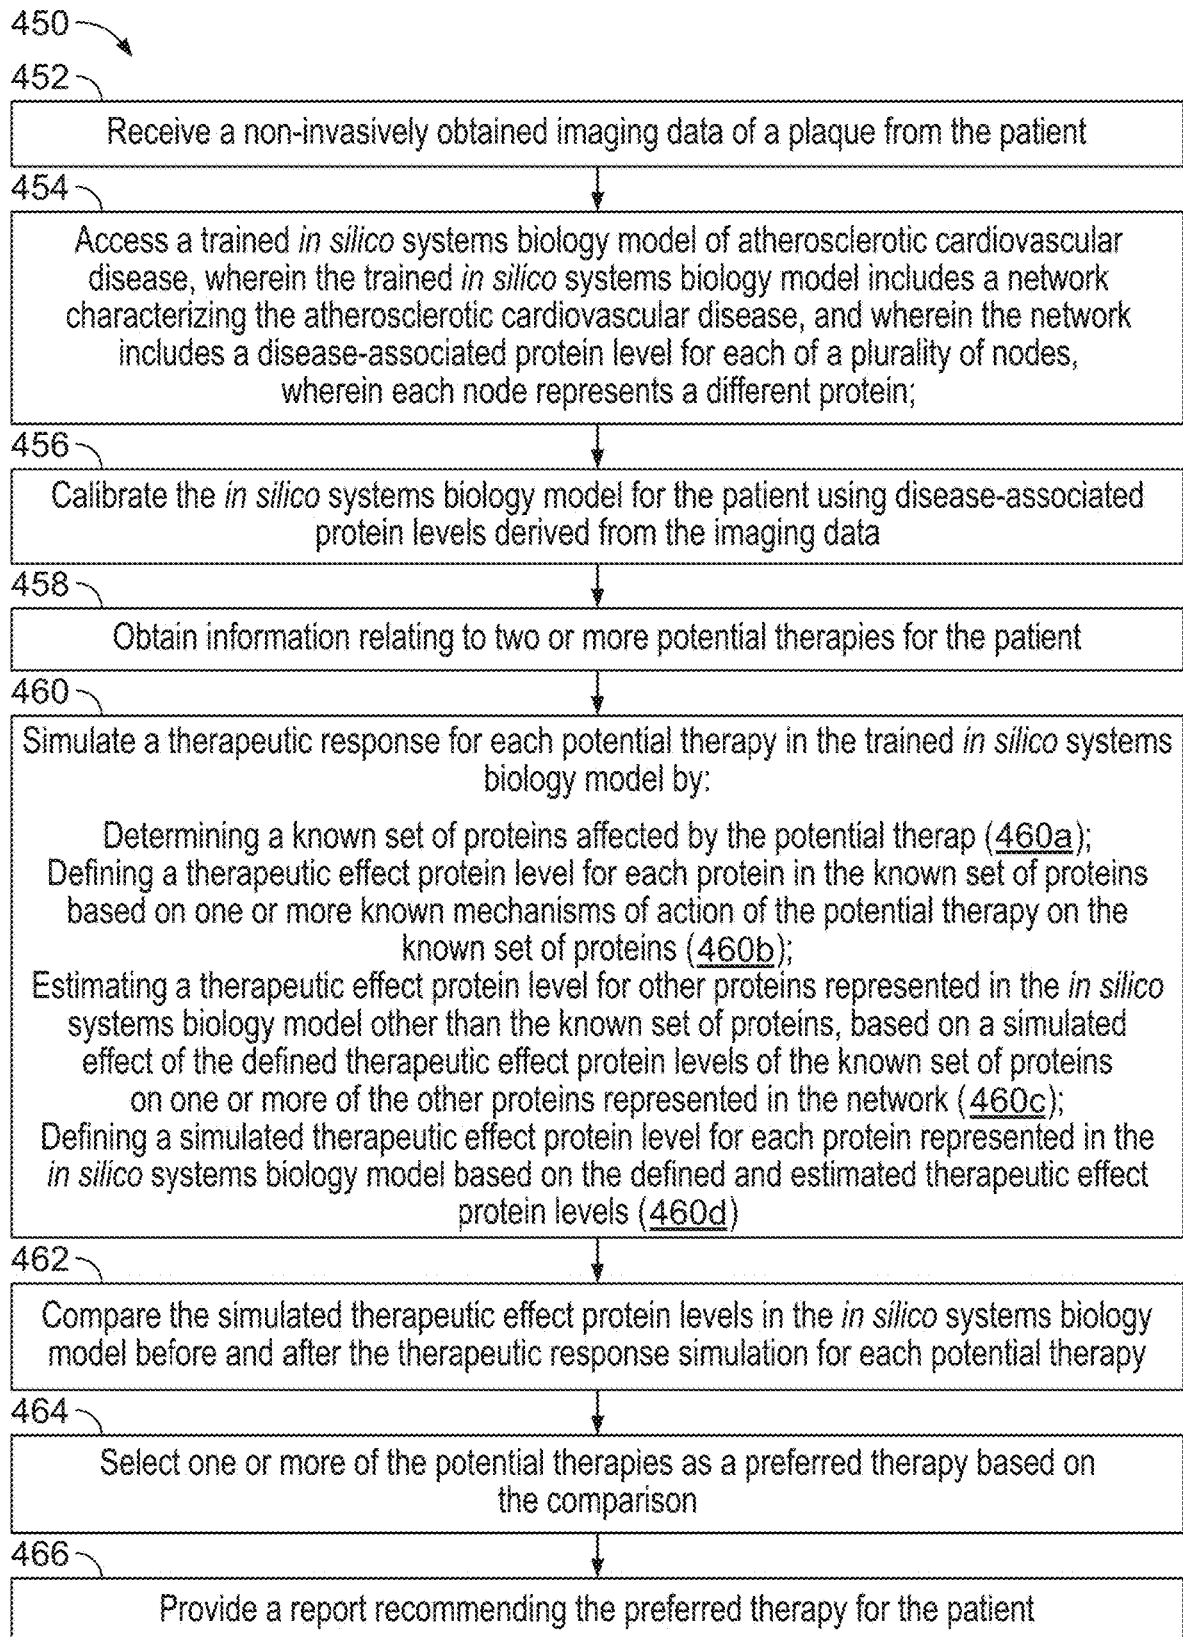 450
452
Receive a non-invasively obtained imaging data of a plaque from the patient
454
Access a trained in silico systems biology model of atherosclerotic cardiovascular
disease, wherein the trained in silico systems biology model includes a network
characterizing the atherosclerotic cardiovascular disease, and wherein the network
includes a disease-associated protein level for each of a plurality of nodes,
wherein each node represents a different protein;
456
Calibrate the in silico systems biology model for the patient using disease-associated
protein levels derived from the imaging data
458
Obtain information relating to two or more potential therapies for the patient
460
Simulate a therapeutic response for each potential therapy in the trained in silico systems
biology model by:
Determining a known set of proteins affected by the potential therap (460a);
Defining a therapeutic effect protein level for each protein in the known set of proteins
based on one or more known mechanisms of action of the potential therapy on the
known set of proteins (460b);
Estimating a therapeutic effect protein level for other proteins represented in the in silico
systems biology model other than the known set of proteins, based on a simulated
effect of the defined therapeutic effect protein levels of the known set of proteins
on one or more of the other proteins represented in the network (460c);
Defining a simulated therapeutic effect protein level for each protein represented in the
in silico systems biology model based on the defined and estimated therapeutic effect
protein levels (460d)
462
Compare the simulated therapeutic effect protein levels in the in silico systems biology
model before and after the therapeutic response simulation for each potential therapy
464
Select one or more of the potential therapies as a preferred therapy based on
the comparison
466
Provide a report recommending the preferred therapy for the patient